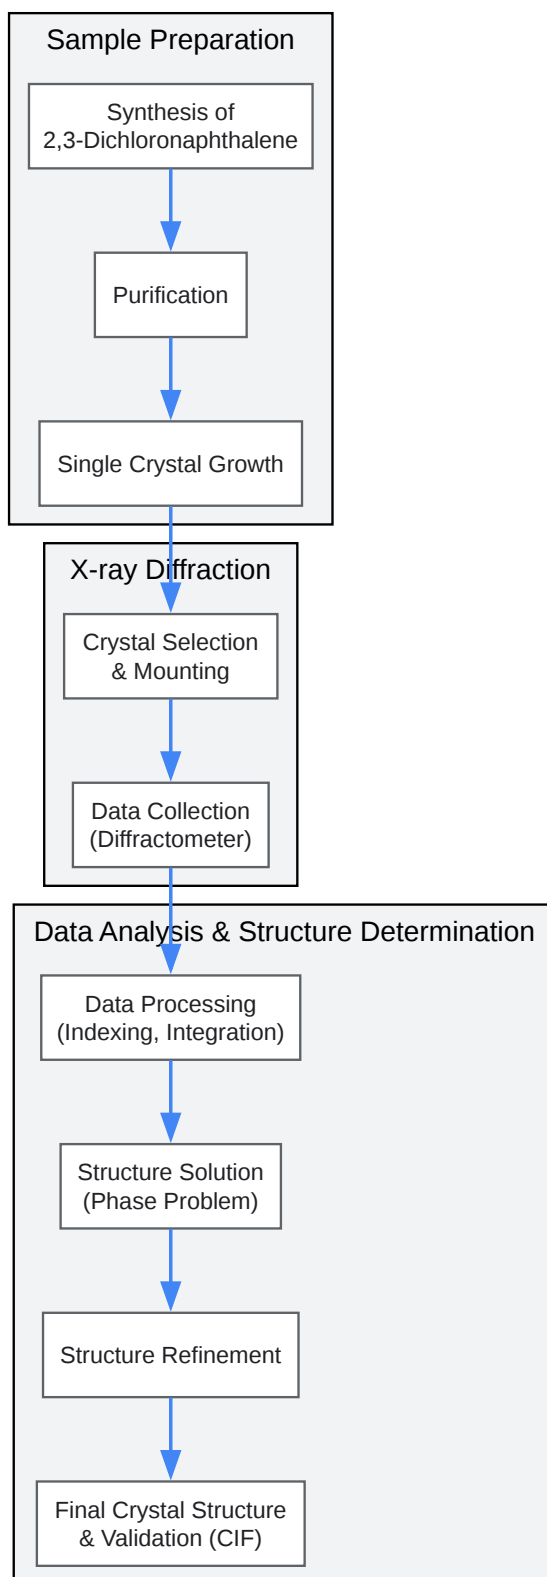 Sample Preparation
Synthesis of
2,3-Dichloronaphthalene
Purification
Single Crystal Growth
X-ray Diffraction
Crystal Selection
& Mounting
Data Collection
(Diffractometer)
Data Analysis & Structure Determination
Data Processing
(Indexing, Integration)
Structure Solution
(Phase Problem)
Structure Refinement
Final Crystal Structure
& Validation (CIF)